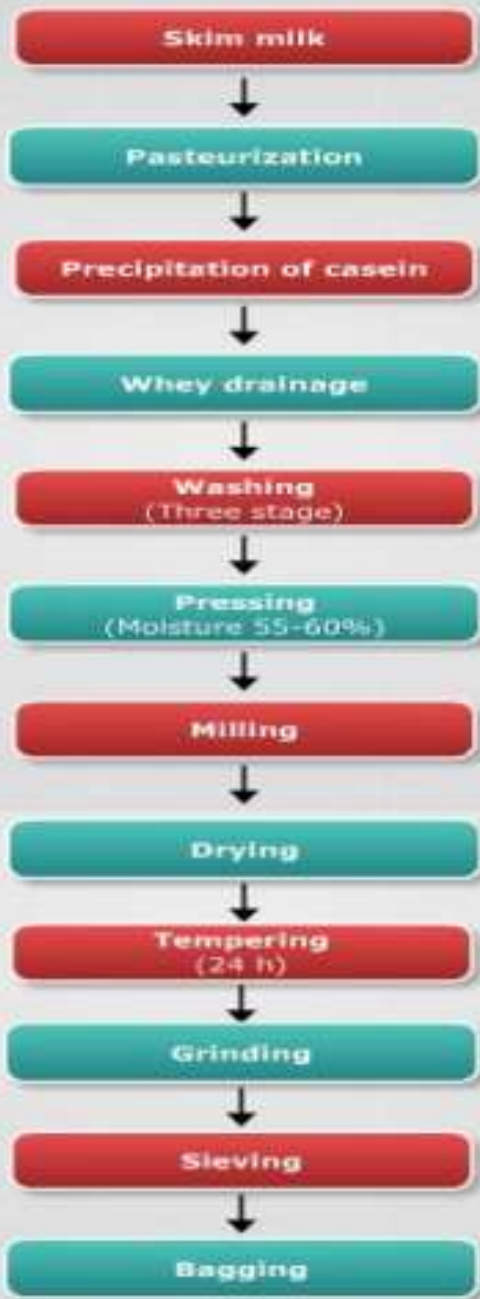 Skim milk
Pasteurization
Precipitation of casein
Whey drainage
Washing
(Three stage)
Pressing
(Moisture 55-60%)
Milling
Drying
Tempering
(24 h)
Grinding
Sieving
Bagging